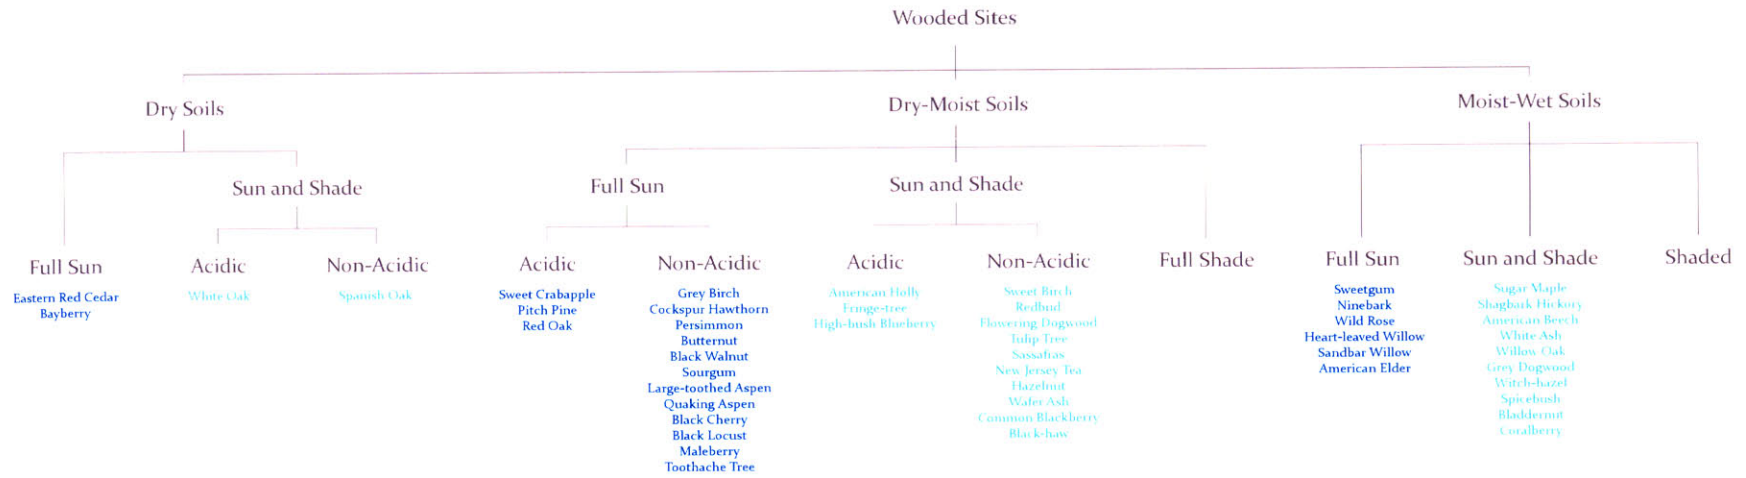 Wooded Sites
Dry Soils
Dry-Moist Soils
Moist-Wet Soils
Sun and Shade
Full Sun
Sun and Shade
Full Sun
Acidic
Non-Acidic
Acidic
Non-Acidic
Acidic
Non-Acidic
Full Shade
Full Sun
Sun and Shade
Shaded
Eastern Red Cedar
Bayberry
White Oak
Spanish Oak
Sweet Crabapple
Pitch Pine
Red Oak
Grey Birch
Cockspur Hawthorn
Persimmon
Butternut
Black Walnut
Sourgum
Large-toothed Aspen
Quaking Aspen
Black Cherry
Black Locust
Maleberry
Toothache Tree
American Holly
Fringe-tree
High-bush Blueberry
Sweet Birch
Redbud
Flowering Dogwood
Tulip Tree
Sassafras
New Jersey Tea
Hazelnut
Wafer Ash
Common Blackberry
Black-haw
Sweetgum
Ninebark
Wild Rose
Heart-leaved Willow
Sandbar Willow
American Elder
Sugar Maple
Shagbark Hickory
American Beech
White Ash
Willow Oak
Grey Dogwood
Witch-hazel
Spicebush
Bladdernut
Coralberry